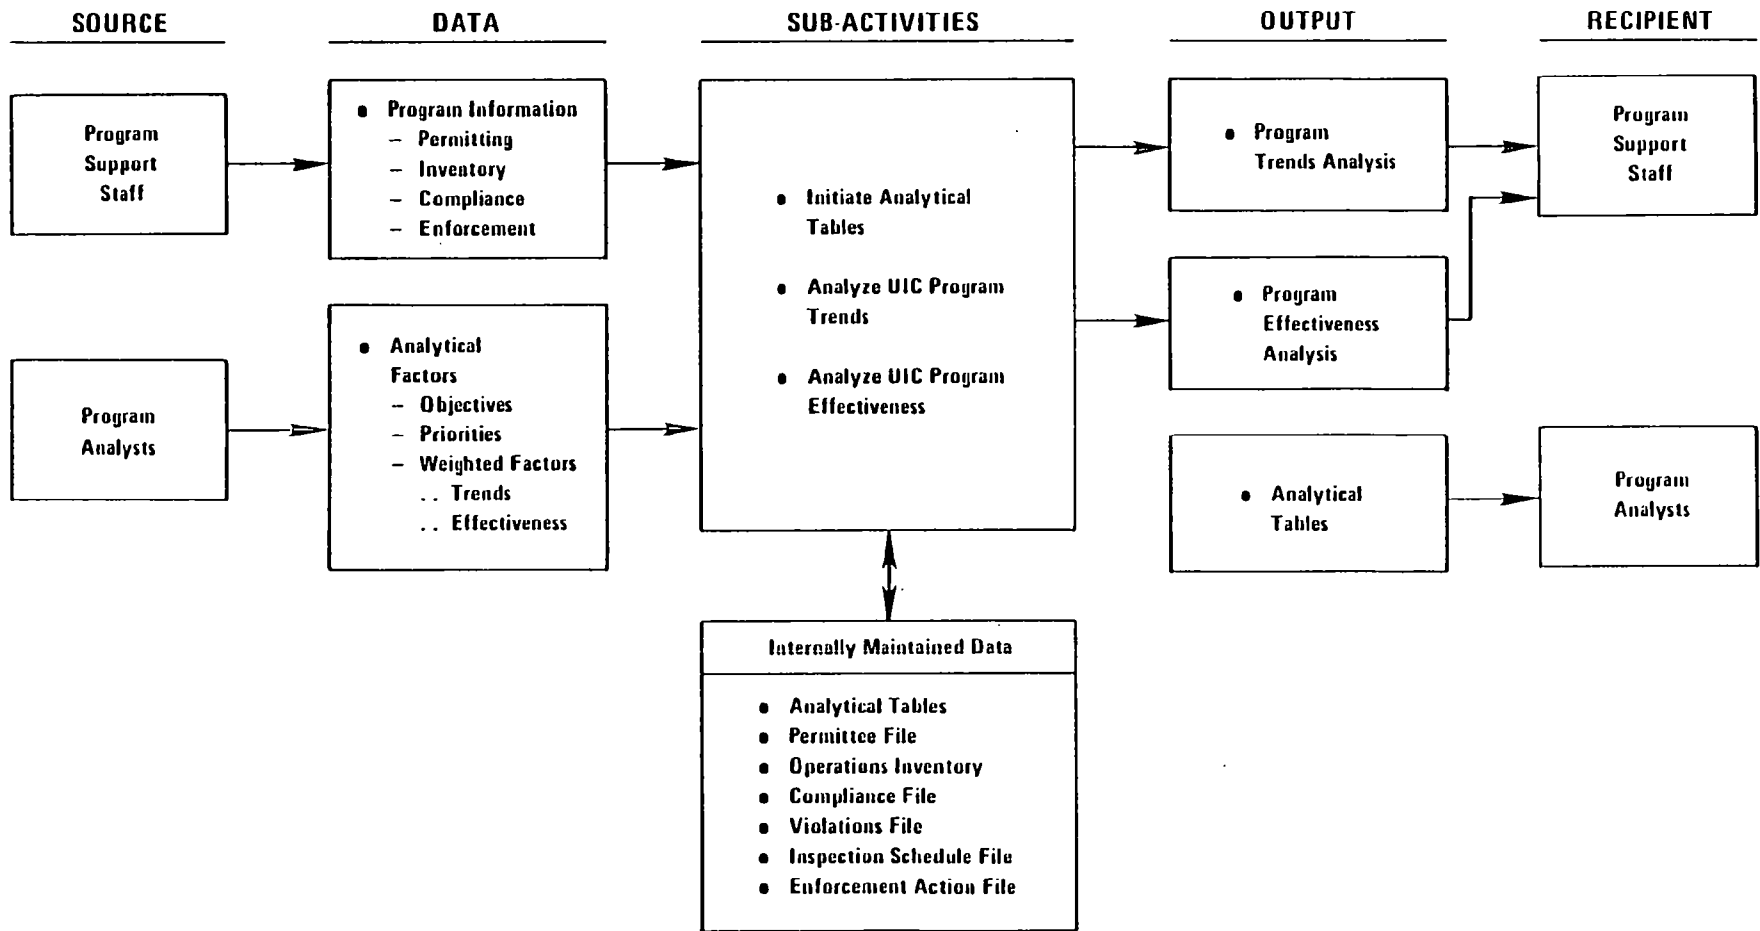 SOURCE
DATA
SUB-ACTIVITIES
OUTPUT
RECIPIENT
Program
Support
Staff
• Program Information
– Permitting
– Inventory
– Compliance
– Enforcement
• Initiate Analytical
Tables
• Analyze UIC Program
Trends
• Analyze UIC Program
Effectiveness
• Program
Trends Analysis
Program
Support
Staff
• Program
Effectiveness
Analysis
Program
Analysts
• Analytical
Factors
– Objectives
– Priorities
– Weighted Factors
.. Trends
.. Effectiveness
• Analytical
Tables
Program
Analysts
Internally Maintained Data
• Analytical Tables
• Permittee File
• Operations Inventory
• Compliance File
• Violations File
• Inspection Schedule File
• Enforcement Action File